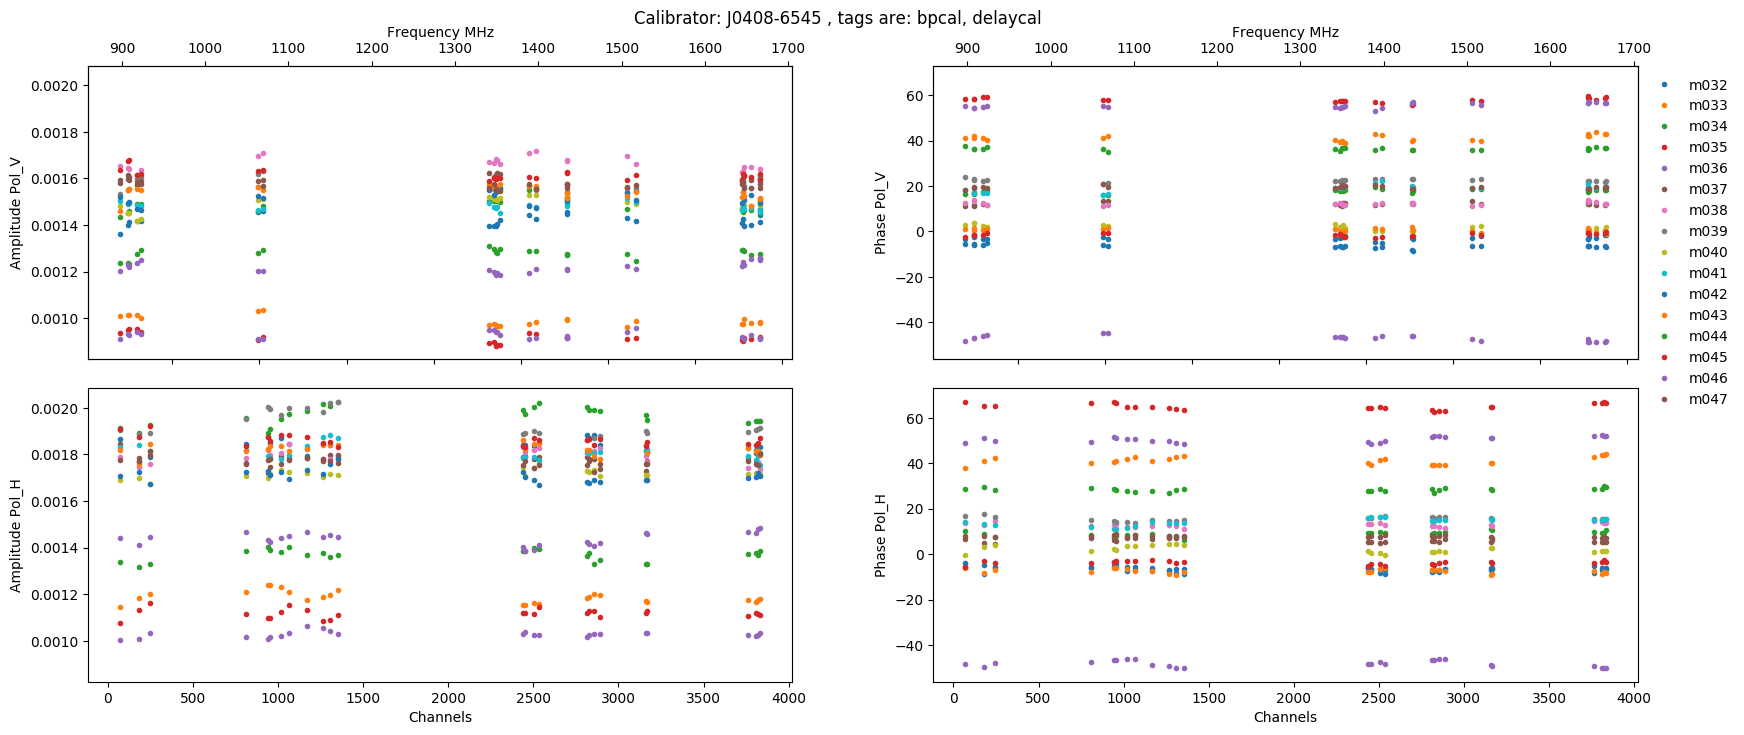 Calibrator: J0408-6545 , tags are: bpcal, delaycal
Frequency MHz
900 1000 1100 1200 1300 1400 1500 1600 1700
Frequency MHz
900 1000 1100 1200 1300 1400 1500 1600 1700
Amplitude Pol_V
0.0020
0.0018
0.0016
0.0014
0.0012
0.0010
Phase Pol_V
60
40
20
0
−20
−40
m032
m033
m034
m035
m036
m037
m038
m039
m040
m041
m042
m043
m044
m045
m046
m047
Amplitude Pol_H
0.0020
0.0018
0.0016
0.0014
0.0012
0.0010
0 500 1000 1500 2000 2500 3000 3500 4000
Channels
Phase Pol_H
60
40
20
0
−20
−40
0 500 1000 1500 2000 2500 3000 3500 4000
Channels